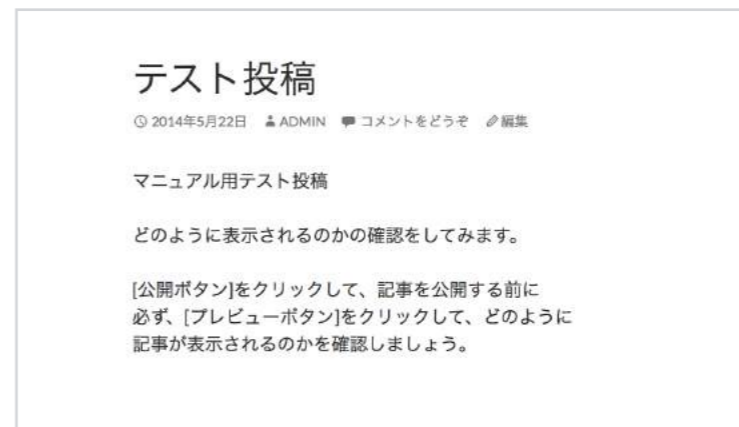 テスト投稿
2014年5月22日 ADMIN コメントをどうぞ 編集
マニュアル用テスト投稿
どのように表示されるのかの確認をしてみます。
[公開ボタン]をクリックして、記事を公開する前に
必ず、[プレビューボタン]をクリックして、どのように
記事が表示されるのかを確認しましょう。